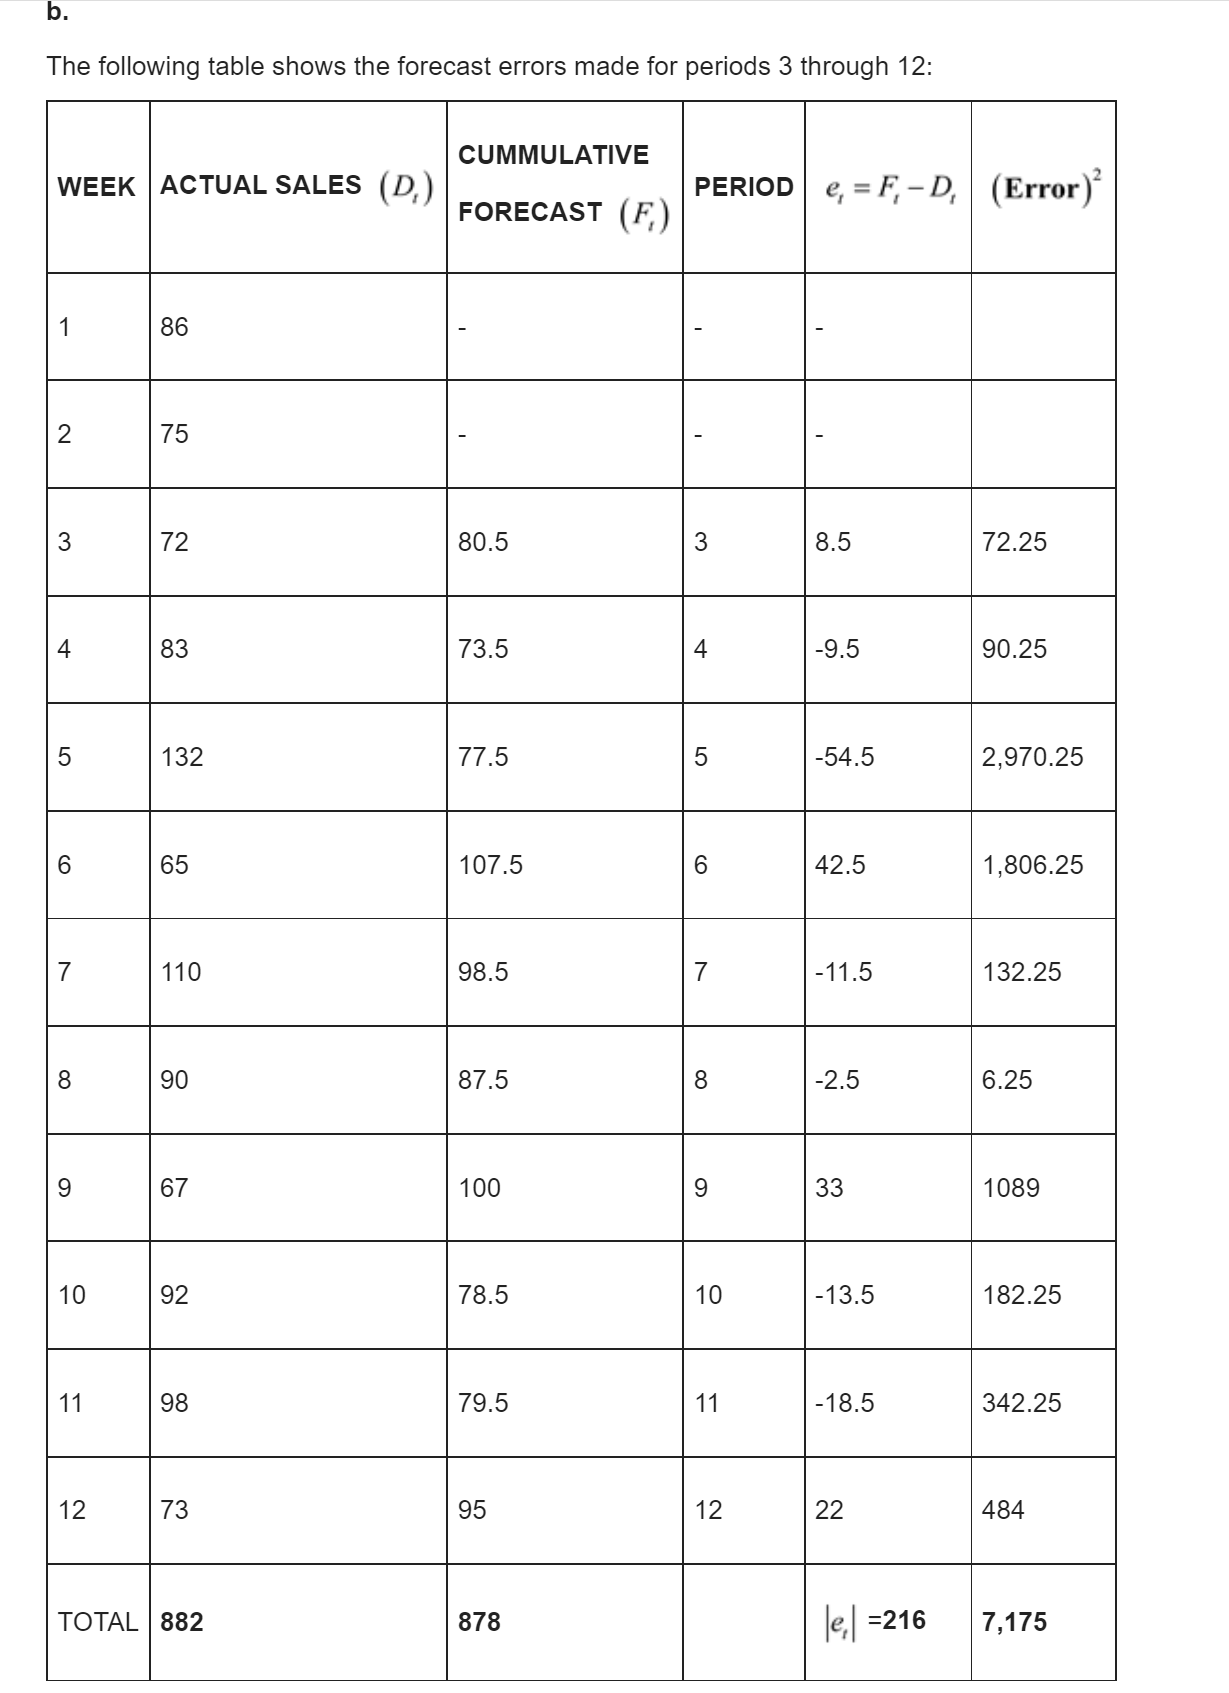 b.
The following table shows the forecast errors made for periods 3 through 12:
WEEK ACTUAL SALES (D_t) CUMMULATIVE FORECAST (F_t) PERIOD e_t = F_t − D_t (Error)²
1 86 - - -
2 75 - - -
3 72 80.5 3 8.5 72.25
4 83 73.5 4 -9.5 90.25
5 132 77.5 5 -54.5 2,970.25
6 65 107.5 6 42.5 1,806.25
7 110 98.5 7 -11.5 132.25
8 90 87.5 8 -2.5 6.25
9 67 100 9 33 1089
10 92 78.5 10 -13.5 182.25
11 98 79.5 11 -18.5 342.25
12 73 95 12 22 484
TOTAL 882 878 |e_t| =216 7,175